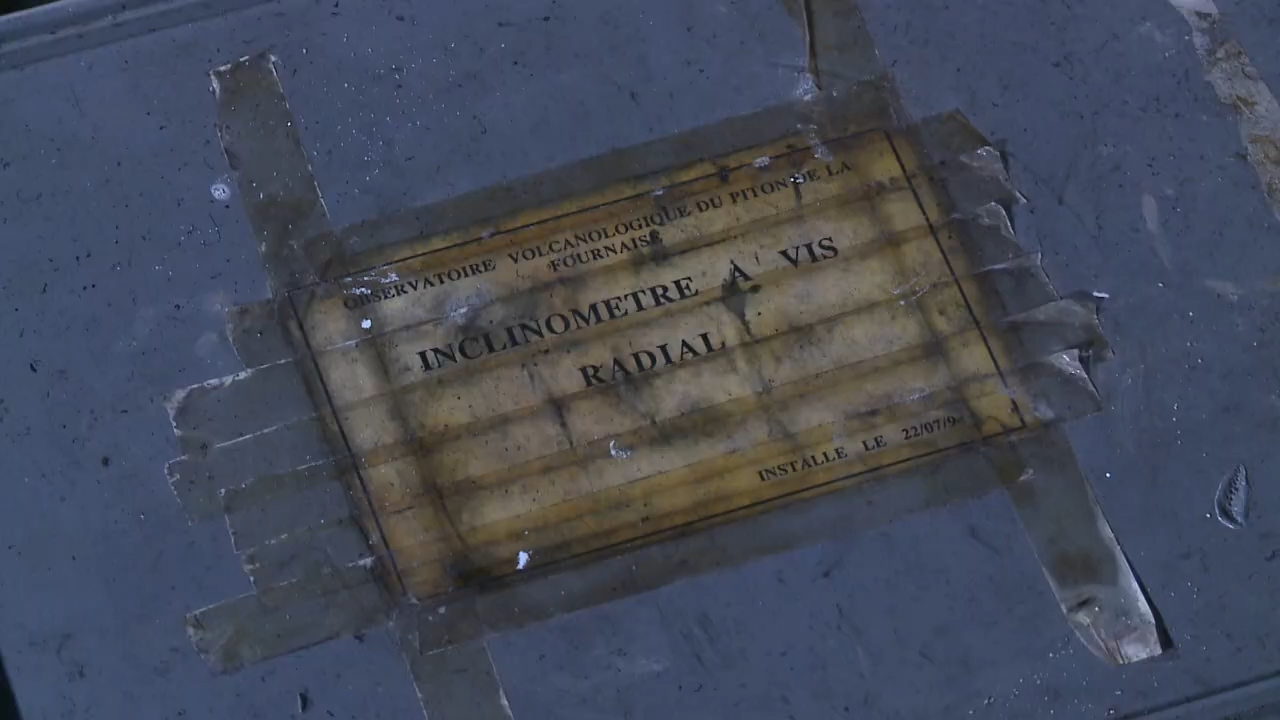 OBSERVATOIRE VOLCANOLOGIQUE DU PITON DE LA
FOURNAISE
INCLINOMETRE A VIS
RADIAL
INSTALLE LE